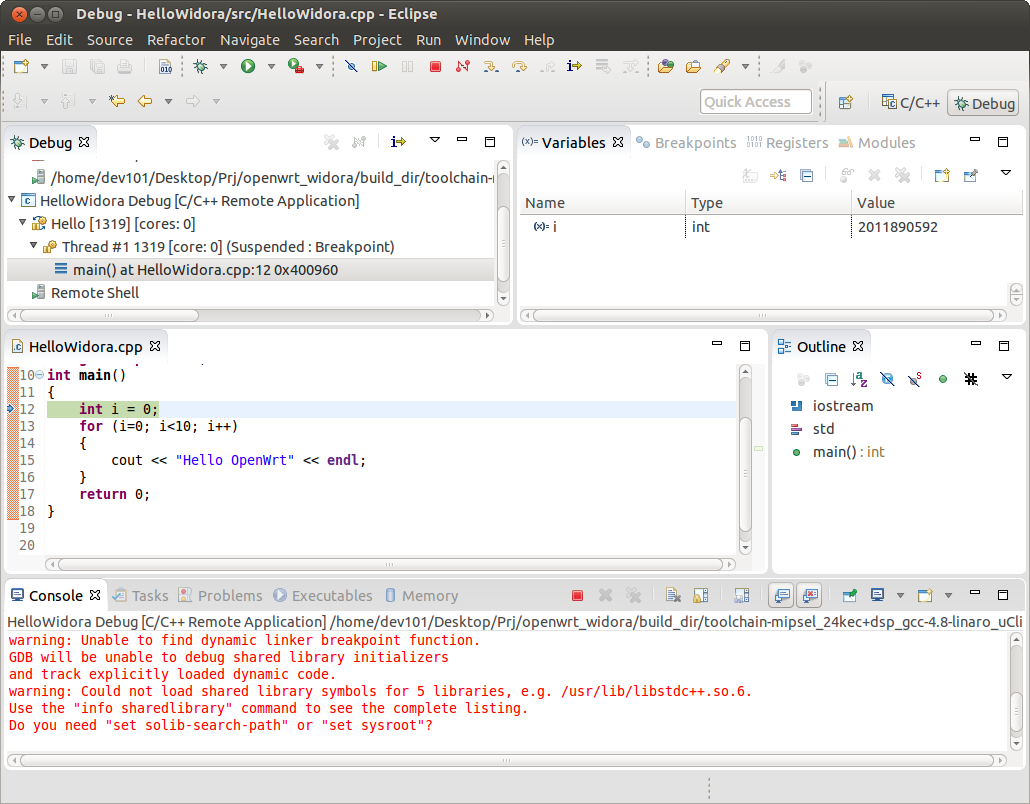 Debug - HelloWidora/src/HelloWidora.cpp - Eclipse
File Edit Source Refactor Navigate Search Project Run Window Help
010
Quick Access
C/C++
Debug
Debug
/home/dev101/Desktop/Prj/openwrt_widora/build_dir/toolchain-
HelloWidora Debug [C/C++ Remote Application]
Hello [1319] [cores: 0]
Thread #1 1319 [core: 0] (Suspended : Breakpoint)
main() at HelloWidora.cpp:12 0x400960
Remote Shell
(x)= Variables Breakpoints Registers Modules
Name Type Value
(x)= i int 2011890592
HelloWidora.cpp
10 int main()
11 {
12 int i = 0;
13 for (i=0; i<10; i++)
14 {
15 cout << "Hello OpenWrt" << endl;
16 }
17 return 0;
18 }
19
20
Outline
iostream
std
main() : int
Console Tasks Problems Executables Memory
HelloWidora Debug [C/C++ Remote Application] /home/dev101/Desktop/Prj/openwrt_widora/build_dir/toolchain-mipsel_24kec+dsp_gcc-4.8-linaro_uCli
warning: Unable to find dynamic linker breakpoint function.
GDB will be unable to debug shared library initializers
and track explicitly loaded dynamic code.
warning: Could not load shared library symbols for 5 libraries, e.g. /usr/lib/libstdc++.so.6.
Use the "info sharedlibrary" command to see the complete listing.
Do you need "set solib-search-path" or "set sysroot"?